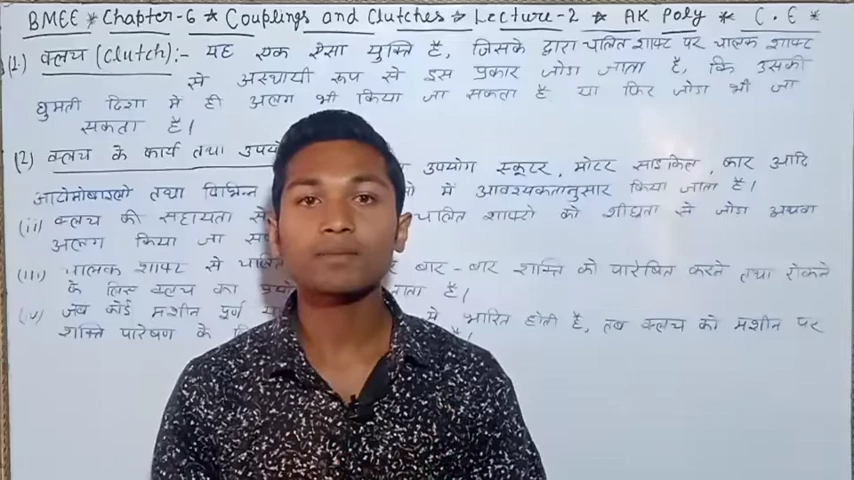 BMEE * Chapter-6 * Couplings and Clutches * Lecture-2 * AK Poly * C.E *
(1.) क्लच (Clutch):- यह एक ऐसा युक्ति है, जिसके द्वारा चलित शाफ्ट पर चालक शाफ्ट
से अस्थायी रूप से इस प्रकार जोडा जाता है, कि उसको
घुमती दिशा मे ही अलग भी किया जा सकता है या फिर जोडा भी जा
सकता है।
(2) क्लच के कार्य तथा उपयो उपयोग स्कूटर, मोटर साइकिल, कार आदि
आटोमोबाइलो तथा विभिन्न में आवश्यकतानुसार किया जाता है।
(ii) क्लच की सहायता से चालित शाफ्टो को शीघ्रता से जोडा अथवा
अलग किया जा
(iii) चालक शाफ्ट से बार-बार शक्ति को पारेषित करने तथा रोकने
के लिए क्लच का है।
(iv) जब कोई मशीन पुर्ण मे भारित होती है, तब क्लच को मशीन पर
शक्ति पारेषण के है।